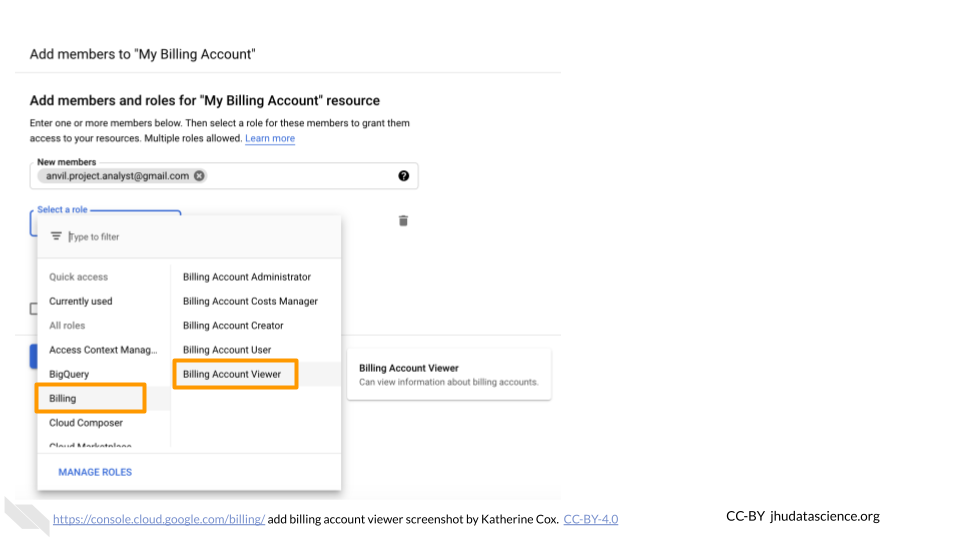 Add members to "My Billing Account"
Add members and roles for "My Billing Account" resource
Enter one or more members below. Then select a role for these members to grant them
access to your resources. Multiple roles allowed. Learn more
New members
anvil.project.analyst@gmail.com
Select a role
Type to filter
Quick access
Currently used
All roles
Access Context Manag...
BigQuery
Billing
Cloud Composer
Cloud Marketplace
Billing Account Administrator
Billing Account Costs Manager
Billing Account Creator
Billing Account User
Billing Account Viewer
Billing Account Viewer
Can view information about billing accounts.
MANAGE ROLES
https://console.cloud.google.com/billing/ add billing account viewer screenshot by Katherine Cox. CC-BY-4.0
CC-BY jhudatascience.org